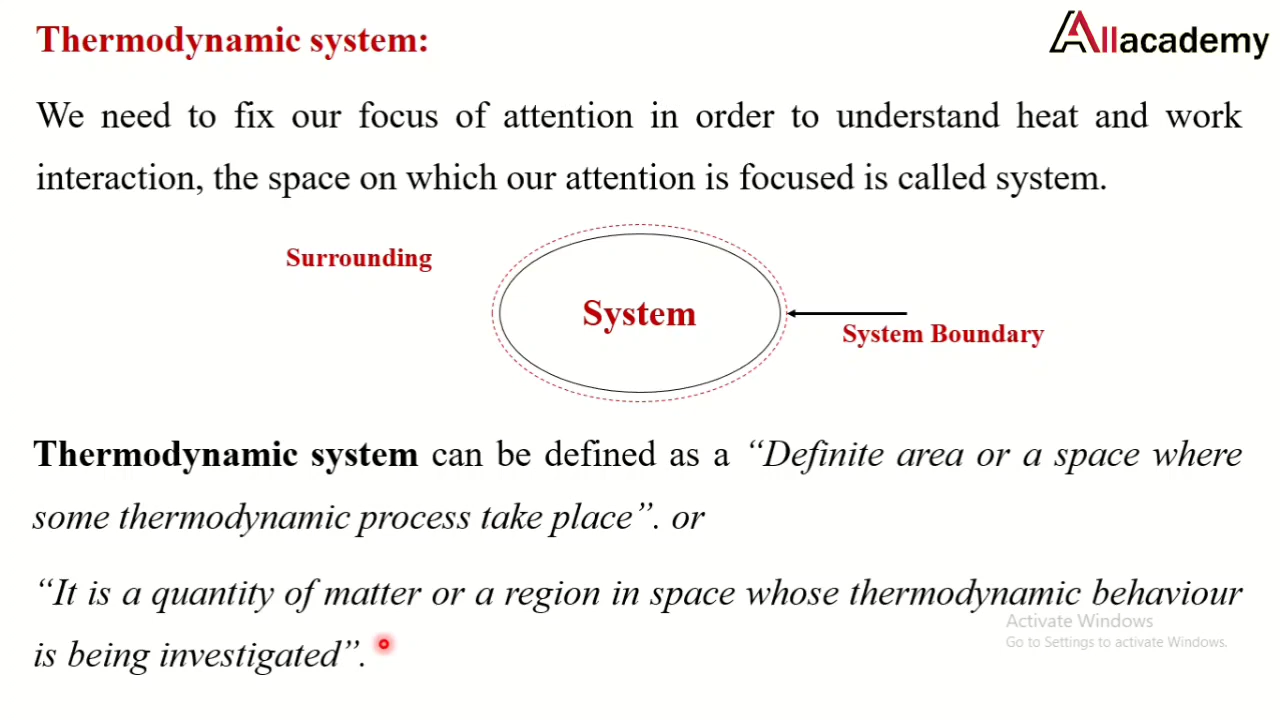 Thermodynamic system:
Allacademy
We need to fix our focus of attention in order to understand heat and work
interaction, the space on which our attention is focused is called system.
Surrounding
System
System Boundary
Thermodynamic system can be defined as a “Definite area or a space where
some thermodynamic process take place”. or
“It is a quantity of matter or a region in space whose thermodynamic behaviour
is being investigated”.
Activate Windows
Go to Settings to activate Windows.